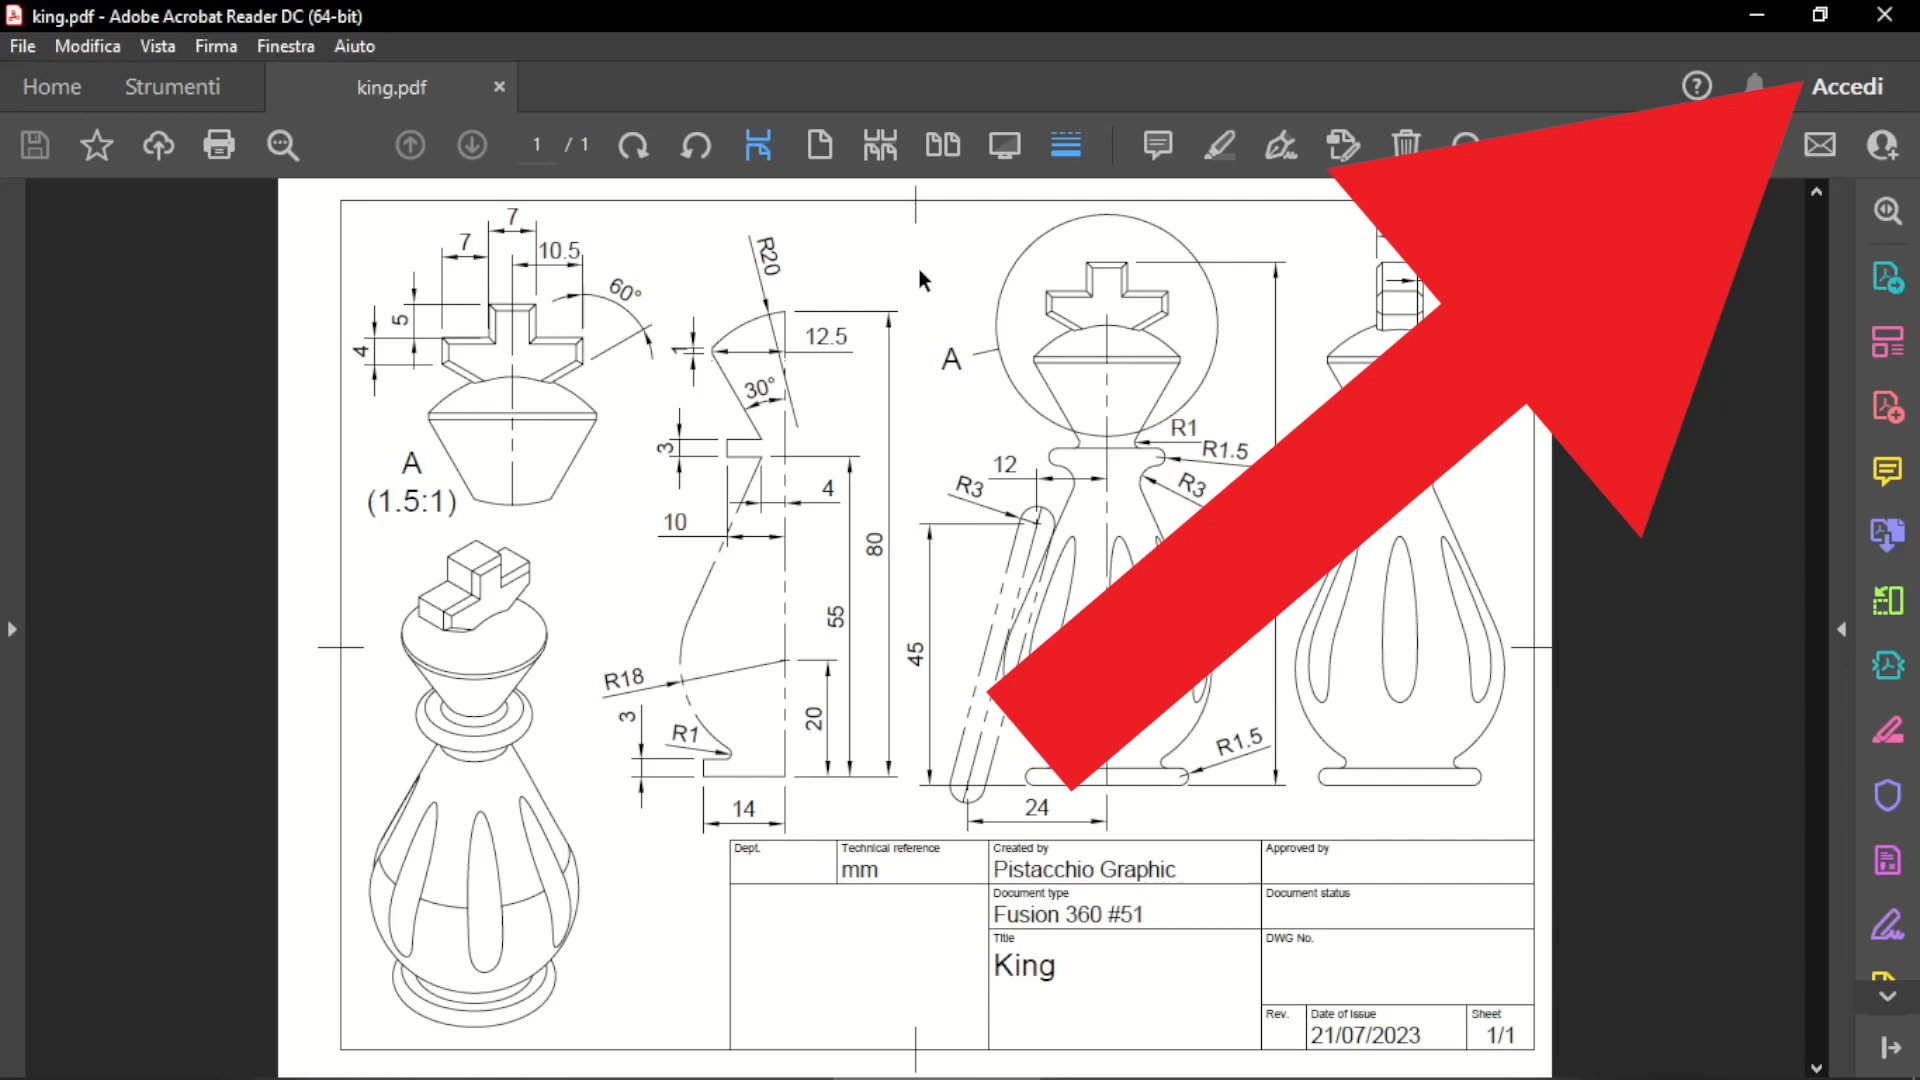 king.pdf - Adobe Acrobat Reader DC (64-bit)
File Modifica Vista Firma Finestra Aiuto
Home Strumenti king.pdf Accedi
1 / 1
7
7
10.5
60°
5
4
A
(1.5:1)
R20
12.5
1
30°
3
4
10
80
55
R18
3
R1
20
14
A
R1
R1.5
12
R3
R3
45
R1.5
24
Dept.
Technical reference
mm
Created by
Pistacchio Graphic
Approved by
Document type
Fusion 360 #51
Document status
Title
King
DWG No.
Rev.
Date of issue
21/07/2023
Sheet
1/1